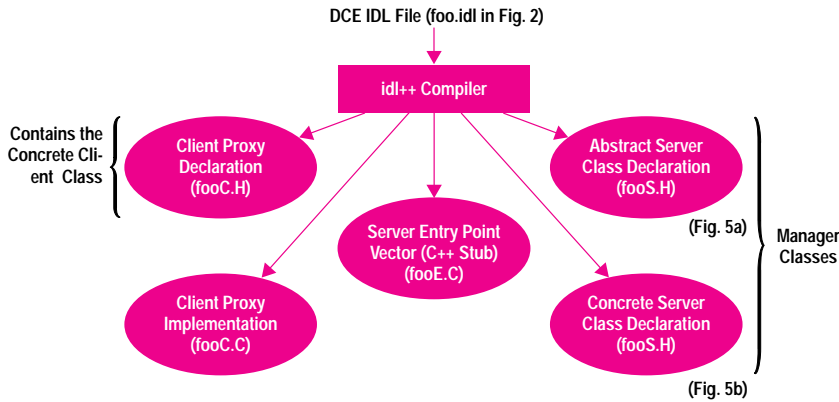 DCE IDL File (foo.idl in Fig. 2)
idl++ Compiler
Contains the
Concrete Cli-
ent Class
Client Proxy
Declaration
(fooC.H)
Abstract Server
Class Declaration
(fooS.H)
(Fig. 5a)
Server Entry Point
Vector (C++ Stub)
(fooE.C)
Manager
Classes
Client Proxy
Implementation
(fooC.C)
Concrete Server
Class Declaration
(fooS.H)
(Fig. 5b)